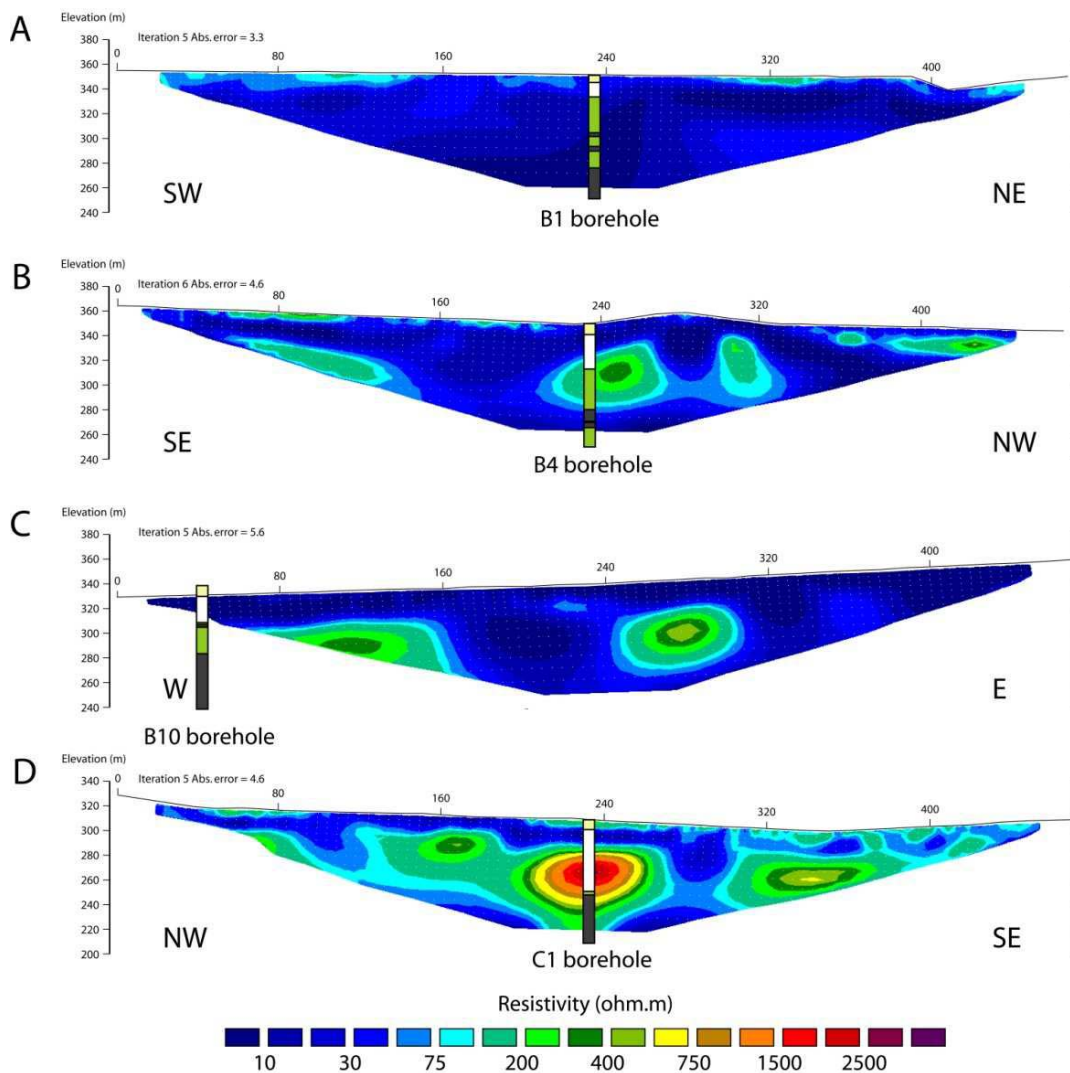 A
Elevation (m)
Iteration 5 Abs. error = 3.3
0 80 160 240 320 400
380
360
340
320
300
280
260
240
220
240
SW
NE
B1 borehole
B
Elevation (m)
Iteration 6 Abs. error = 4.6
0 80 160 240 320 400
380
360
340
320
300
280
260
240
SE
NW
B4 borehole
C
Elevation (m)
Iteration 5 Abs. error = 5.6
0 80 160 240 320 400
380
360
340
320
300
280
260
240
W
E
B10 borehole
D
Elevation (m)
Iteration 5 Abs. error = 4.6
0 80 160 240 320 400
340
320
300
280
260
240
220
200
NW
SE
C1 borehole
Resistivity (ohm.m)
10 30 75 200 400 750 1500 2500